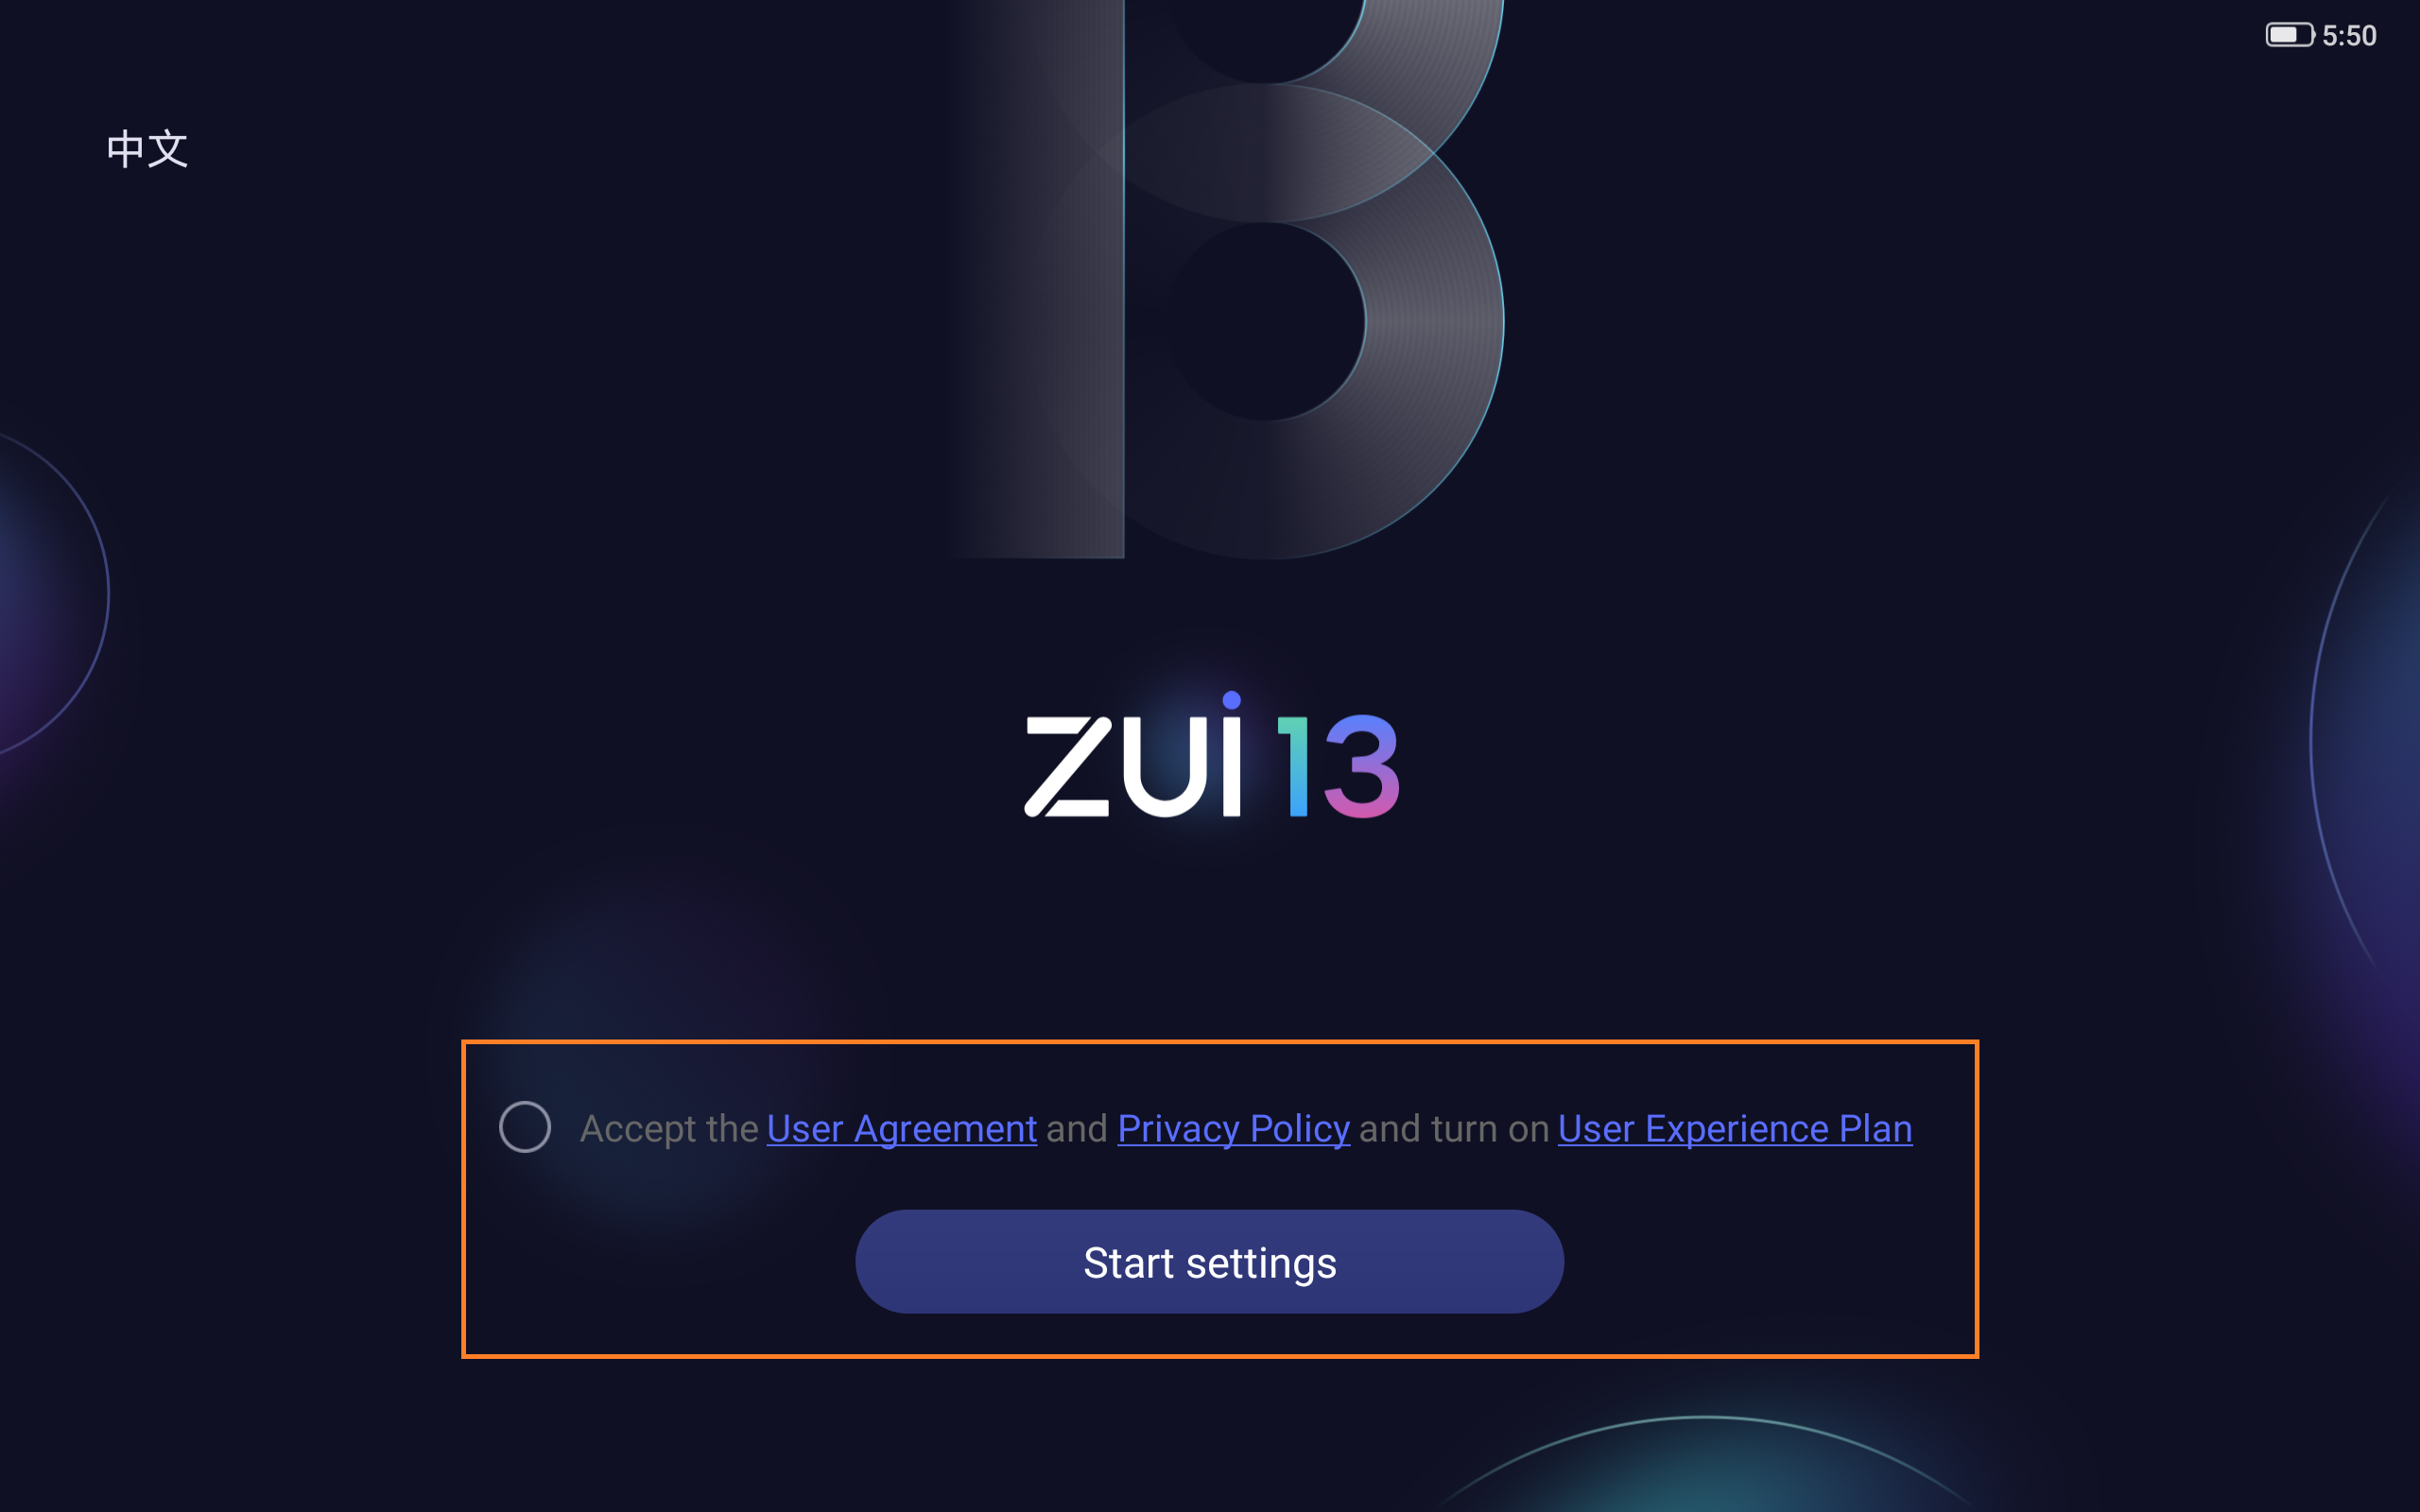 5:50
中文
ZUI 13
Accept the User Agreement and Privacy Policy and turn on User Experience Plan
Start settings